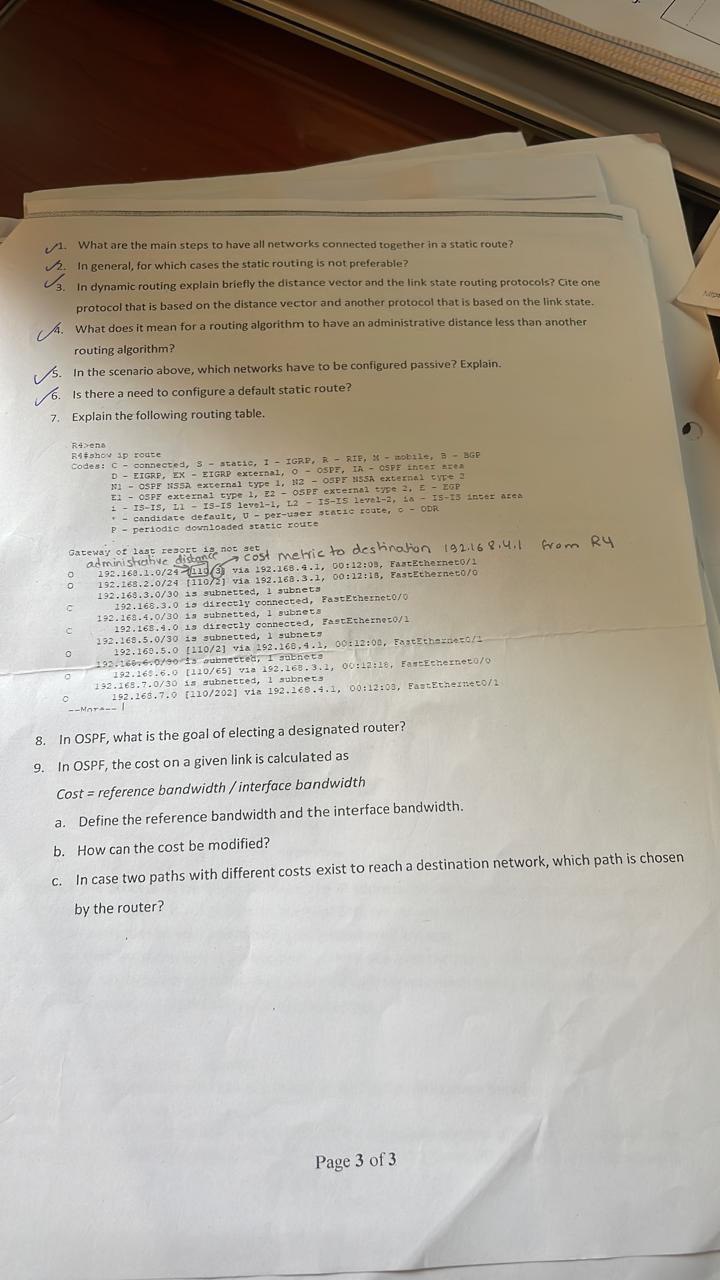 1. What are the main steps to have all networks connected together in a static route?
2. In general, for which cases the static routing is not preferable?
3. In dynamic routing explain briefly the distance vector and the link state routing protocols? Cite one
protocol that is based on the distance vector and another protocol that is based on the link state.
4. What does it mean for a routing algorithm to have an administrative distance less than another
routing algorithm?
5. In the scenario above, which networks have to be configured passive? Explain.
6. Is there a need to configure a default static route?
7. Explain the following routing table.
R4>ena
R4#show ip route
Codes: C - connected, S - static, I - IGRP, R - RIP, M - mobile, B - BGP
D - EIGRP, EX - EIGRP external, O - OSPF, IA - OSPF inter area
N1 - OSPF NSSA external type 1, N2 - OSPF NSSA external type 2
E1 - OSPF external type 1, E2 - OSPF external type 2, E - EGP
i - IS-IS, L1 - IS-IS level-1, L2 - IS-IS level-2, ia - IS-IS inter area
* - candidate default, U - per-user static route, o - ODR
P - periodic downloaded static route
Gateway of last resort is not set
administrative distance cost metric to destination 192.168.4.1 from R4
O 192.168.1.0/24 [110/3] via 192.168.4.1, 00:12:08, FastEthernet0/1
O 192.168.2.0/24 [110/2] via 192.168.3.1, 00:12:18, FastEthernet0/0
192.168.3.0/30 is subnetted, 1 subnets
C 192.168.3.0 is directly connected, FastEthernet0/0
192.168.4.0/30 is subnetted, 1 subnets
C 192.168.4.0 is directly connected, FastEthernet0/1
192.168.5.0/30 is subnetted, 1 subnets
O 192.168.5.0 [110/2] via 192.168.4.1, 00:12:08, FastEthernet0/1
192.168.6.0/30 is subnetted, 1 subnets
O 192.168.6.0 [110/65] via 192.168.3.1, 00:12:18, FastEthernet0/0
192.168.7.0/30 is subnetted, 1 subnets
O 192.168.7.0 [110/202] via 192.168.4.1, 00:12:08, FastEthernet0/1
--More--
8. In OSPF, what is the goal of electing a designated router?
9. In OSPF, the cost on a given link is calculated as
Cost = reference bandwidth / interface bandwidth
a. Define the reference bandwidth and the interface bandwidth.
b. How can the cost be modified?
c. In case two paths with different costs exist to reach a destination network, which path is chosen
by the router?
Page 3 of 3